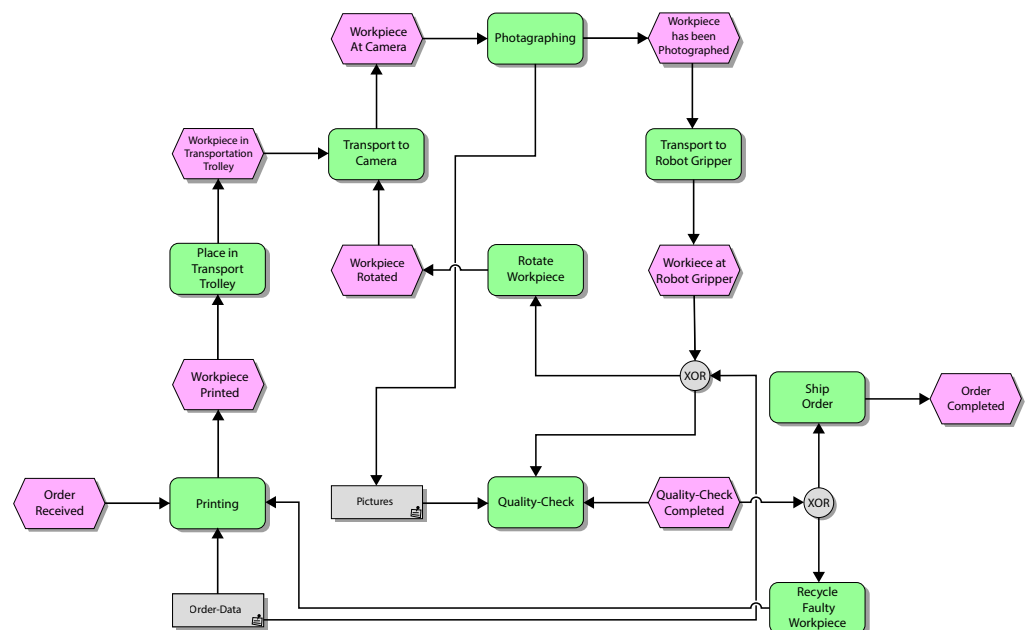 Workpiece
At Camera
Photagraphing
Workpiece
has been
Photographed
Workpiece in
Transportation
Trolley
Transport to
Camera
Transport to
Robot Gripper
Place in
Transport
Trolley
Workpiece
Rotated
Rotate
Workpiece
Workiece at
Robot Gripper
Workpiece
Printed
XOR
Ship
Order
Order
Completed
Order
Received
Printing
Pictures
Quality-Check
Quality-Check
Completed
XOR
Order-Data
Recycle
Faulty
Workpiece